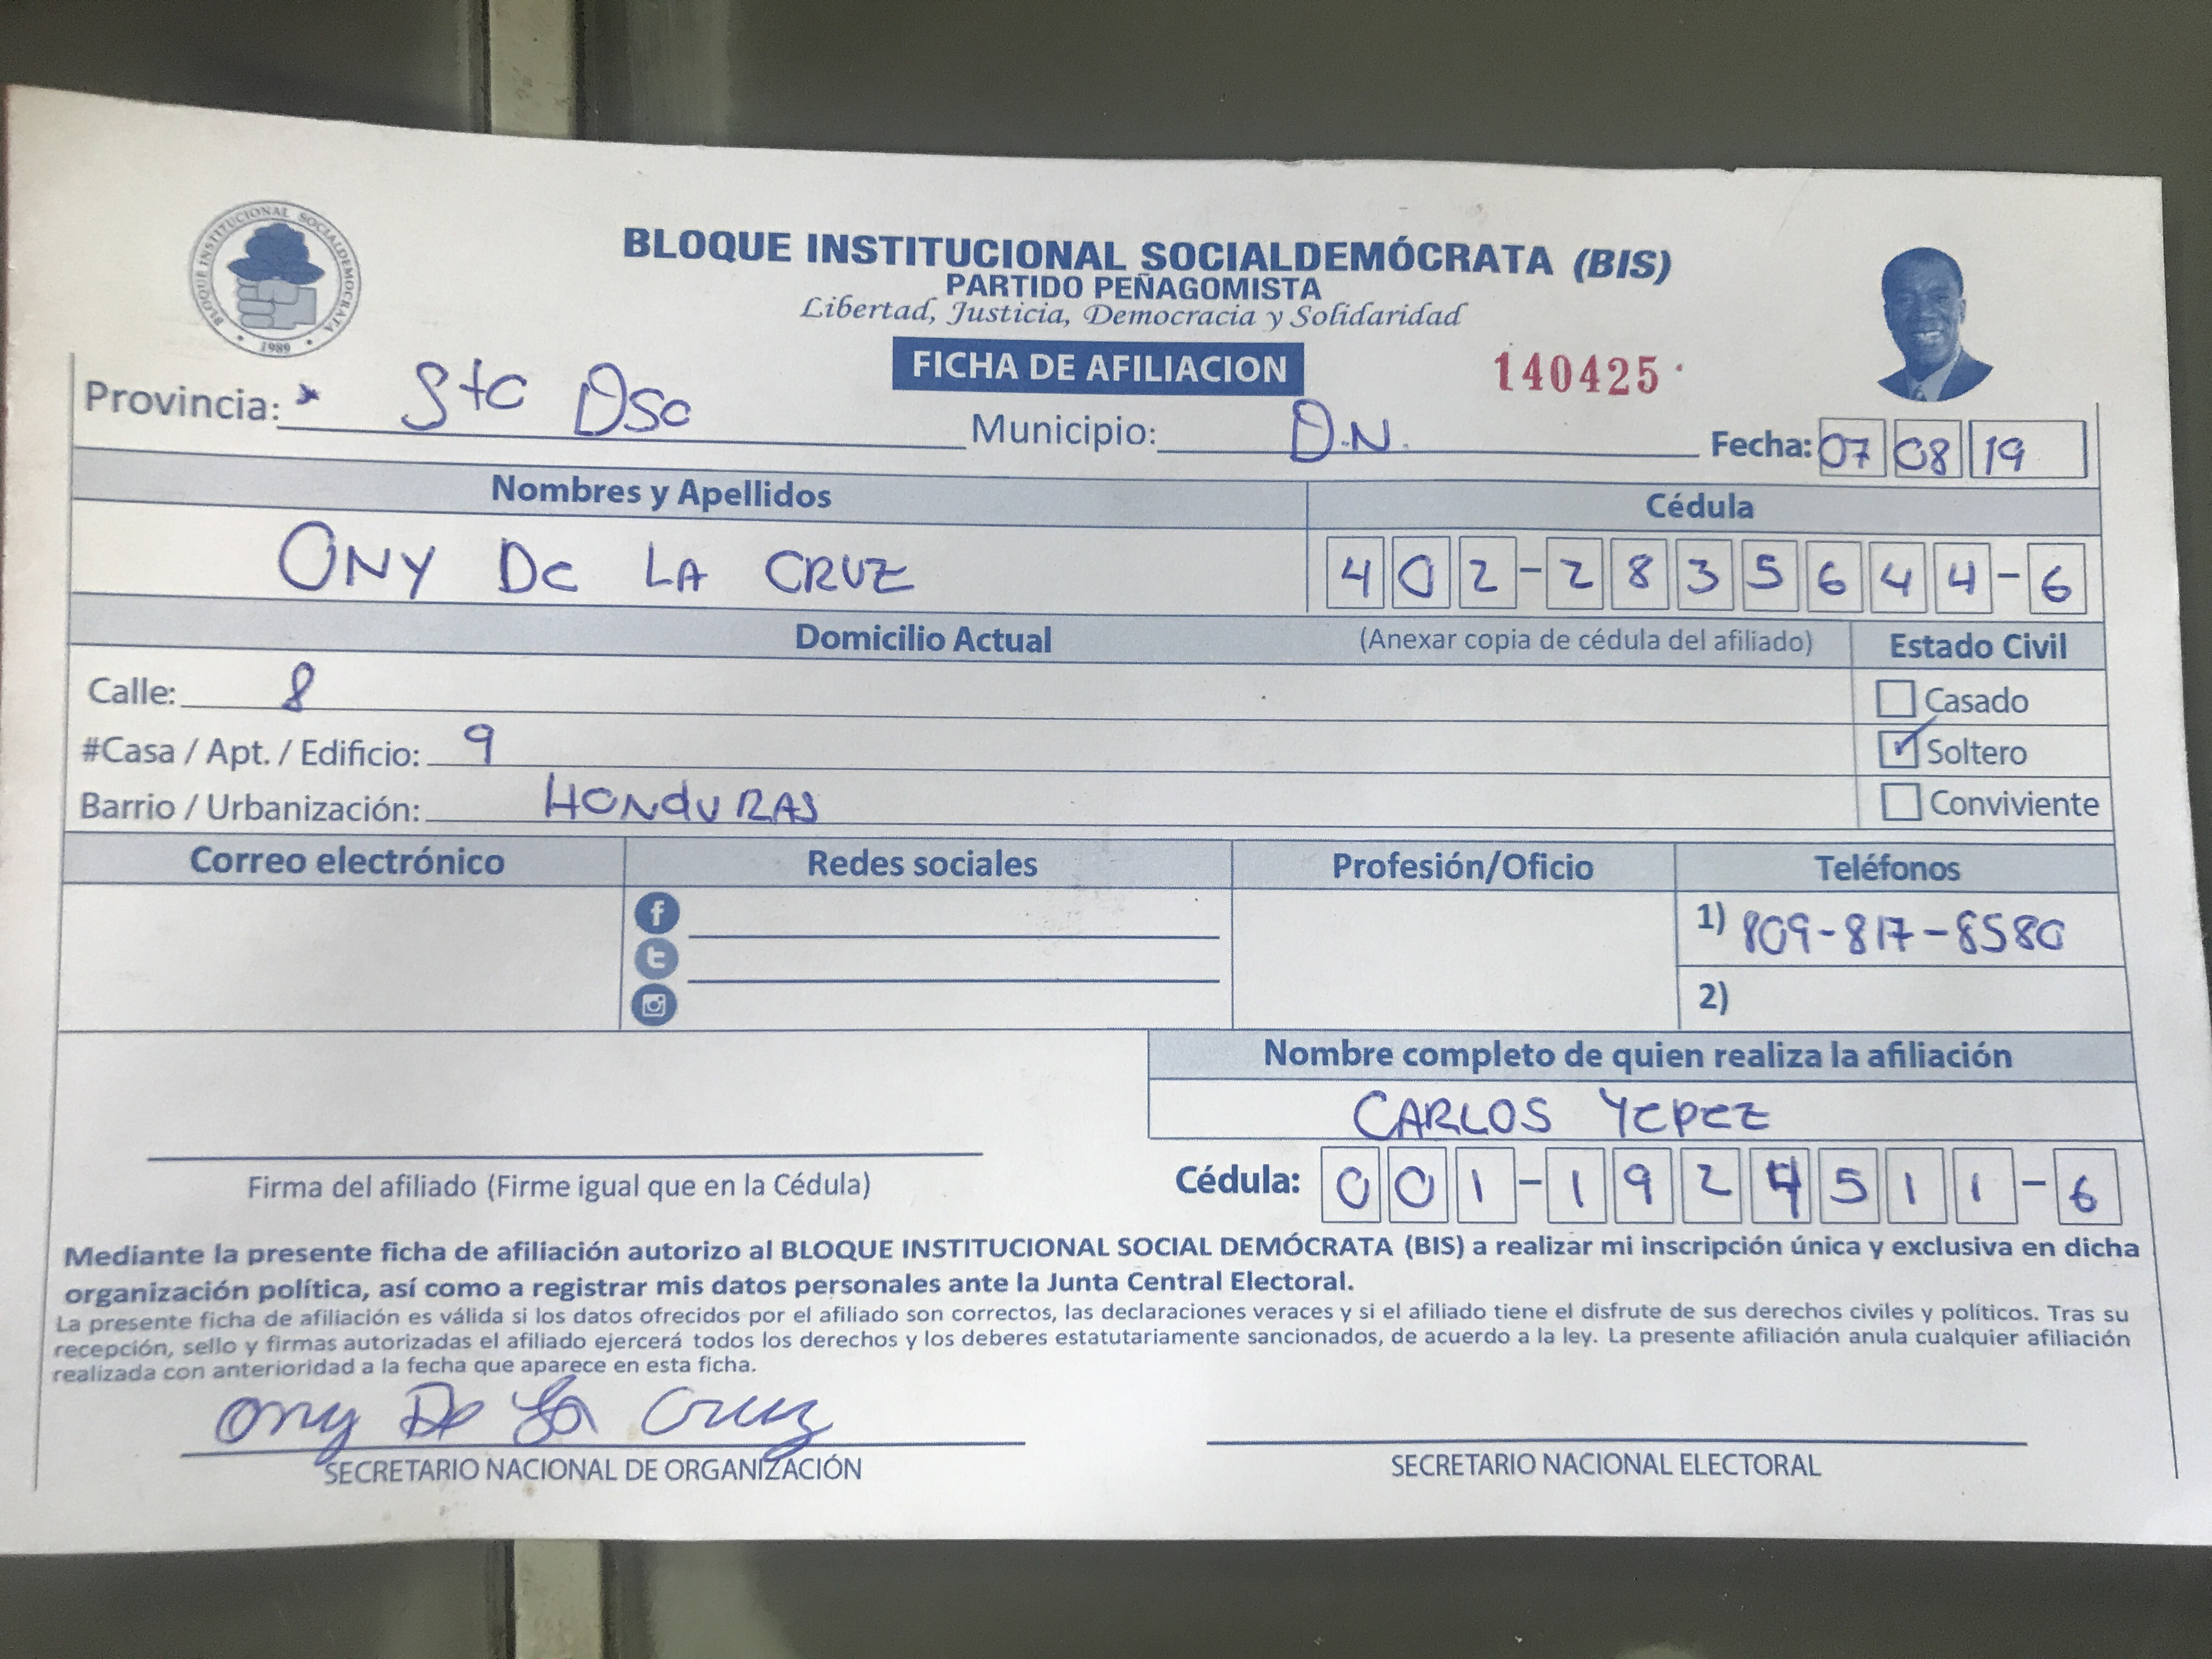 BLOQUE INSTITUCIONAL SOCIALDEMOCRATA
1989
BLOQUE INSTITUCIONAL SOCIALDEMÓCRATA (BIS)
PARTIDO PEÑAGOMISTA
Libertad, Justicia, Democracia y Solidaridad
FICHA DE AFILIACION 140425
Provincia: Sto Dgo Municipio: D.N. Fecha: 07 08 19
Nombres y Apellidos Cédula
ONY DE LA CRUZ 402-2835644-6
Domicilio Actual (Anexar copia de cédula del afiliado) Estado Civil
Calle: 8 Casado
#Casa / Apt. / Edificio: 9 Soltero
Barrio / Urbanización: HONduRAS Conviviente
Correo electrónico Redes sociales Profesión/Oficio Teléfonos
1) 809-817-8580
2)
Nombre completo de quien realiza la afiliación
CARLOS YEPEZ
Firma del afiliado (Firme igual que en la Cédula) Cédula: 001-1924511-6
Mediante la presente ficha de afiliación autorizo al BLOQUE INSTITUCIONAL SOCIAL DEMÓCRATA (BIS) a realizar mi inscripción única y exclusiva en dicha
organización política, así como a registrar mis datos personales ante la Junta Central Electoral.
La presente ficha de afiliación es válida si los datos ofrecidos por el afiliado son correctos, las declaraciones veraces y si el afiliado tiene el disfrute de sus derechos civiles y políticos. Tras su
recepción, sello y firmas autorizadas el afiliado ejercerá todos los derechos y los deberes estatutariamente sancionados, de acuerdo a la ley. La presente afiliación anula cualquier afiliación
realizada con anterioridad a la fecha que aparece en esta ficha.
Ony De La Cruz
SECRETARIO NACIONAL DE ORGANIZACIÓN SECRETARIO NACIONAL ELECTORAL